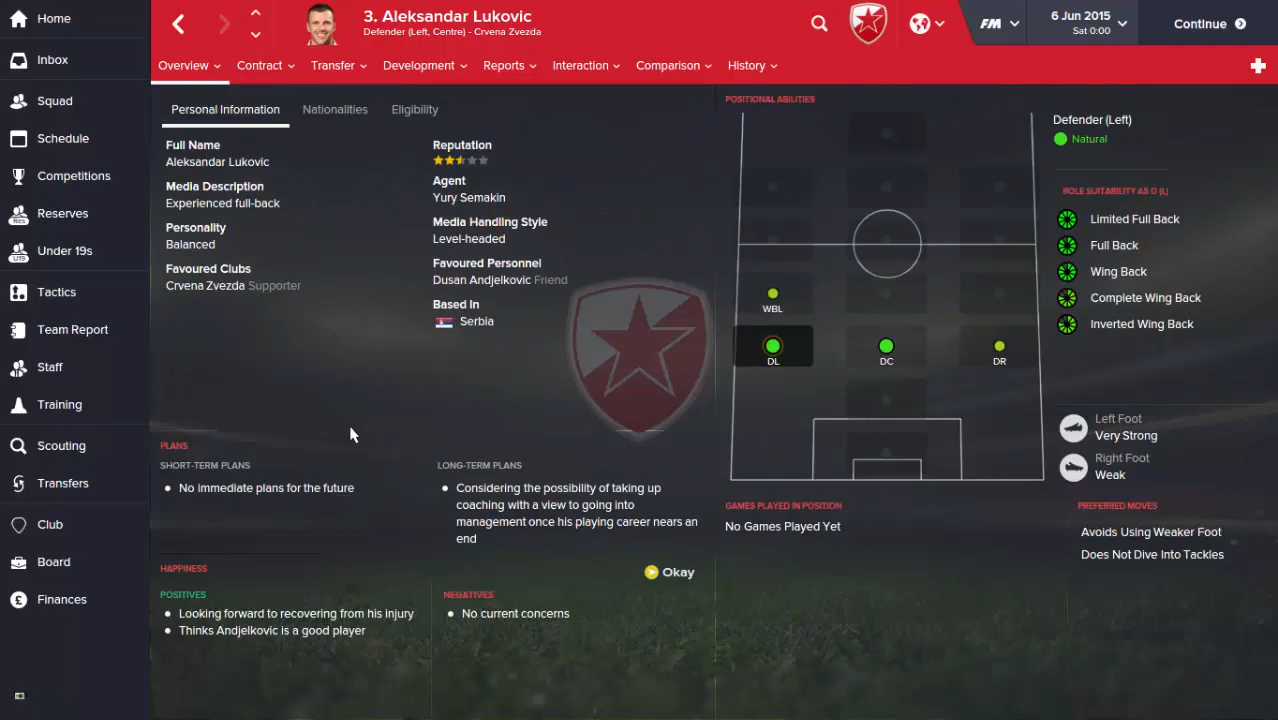 Home
Inbox
Squad
Schedule
Competitions
Reserves
Under 19s
Tactics
Team Report
Staff
Training
Scouting
Transfers
Club
Board
Finances
3. Aleksandar Lukovic
Defender (Left, Centre) - Crvena Zvezda
FM
6 Jun 2015
Sat 0:00
Continue
Overview
Contract
Transfer
Development
Reports
Interaction
Comparison
History
Personal Information
Nationalities
Eligibility
Full Name
Aleksandar Lukovic
Media Description
Experienced full-back
Personality
Balanced
Favoured Clubs
Crvena Zvezda Supporter
Reputation
Agent
Yury Semakin
Media Handling Style
Level-headed
Favoured Personnel
Dusan Andjelkovic Friend
Based In
Serbia
PLANS
SHORT-TERM PLANS
No immediate plans for the future
LONG-TERM PLANS
Considering the possibility of taking up
coaching with a view to going into
management once his playing career nears an
end
HAPPINESS
Okay
POSITIVES
Looking forward to recovering from his injury
Thinks Andjelkovic is a good player
NEGATIVES
No current concerns
POSITIONAL ABILITIES
WBL
DL
DC
DR
Defender (Left)
Natural
ROLE SUITABILITY AS D (L)
Limited Full Back
Full Back
Wing Back
Complete Wing Back
Inverted Wing Back
Left Foot
Very Strong
Right Foot
Weak
GAMES PLAYED IN POSITION
No Games Played Yet
PREFERRED MOVES
Avoids Using Weaker Foot
Does Not Dive Into Tackles